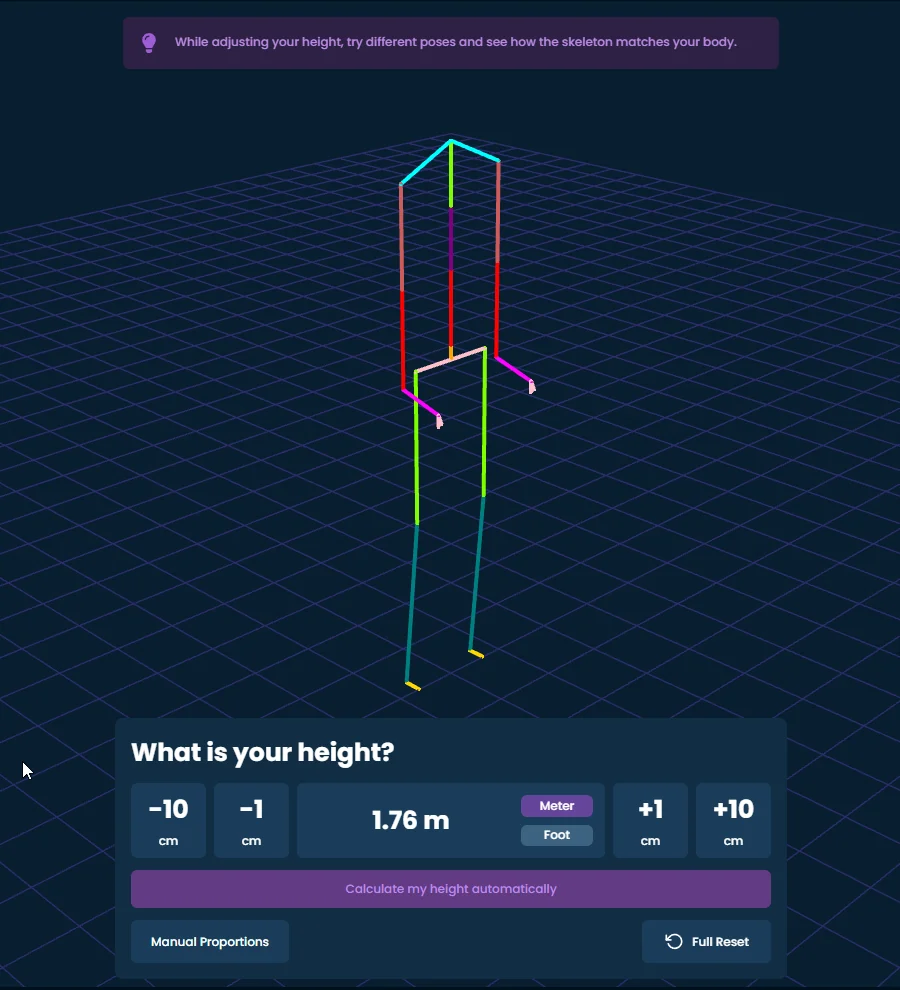 While adjusting your height, try different poses and see how the skeleton matches your body.
What is your height?
−10
cm
−1
cm
1.76 m
Meter
Foot
+1
cm
+10
cm
Calculate my height automatically
Manual Proportions
Full Reset